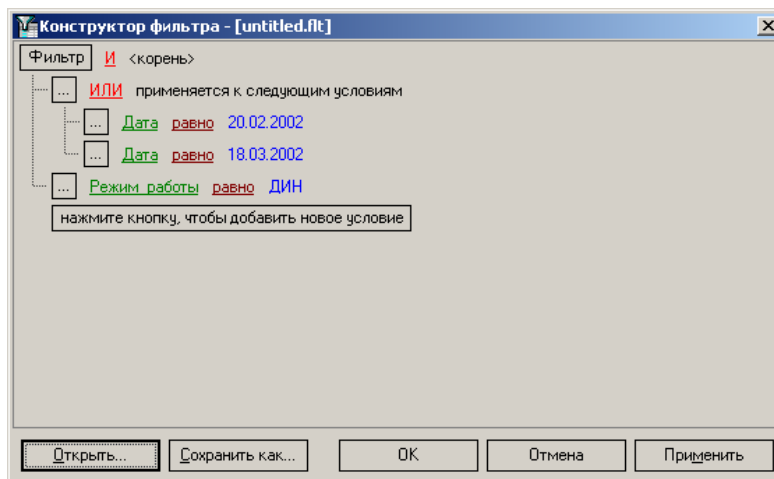 Конструктор фильтра - [untitled.flt]
Фильтр И <корень>
... ИЛИ применяется к следующим условиям
... Дата равно 20.02.2002
... Дата равно 18.03.2002
... Режим работы равно ДИН
нажмите кнопку, чтобы добавить новое условие
Открыть... Сохранить как... OK Отмена Применить